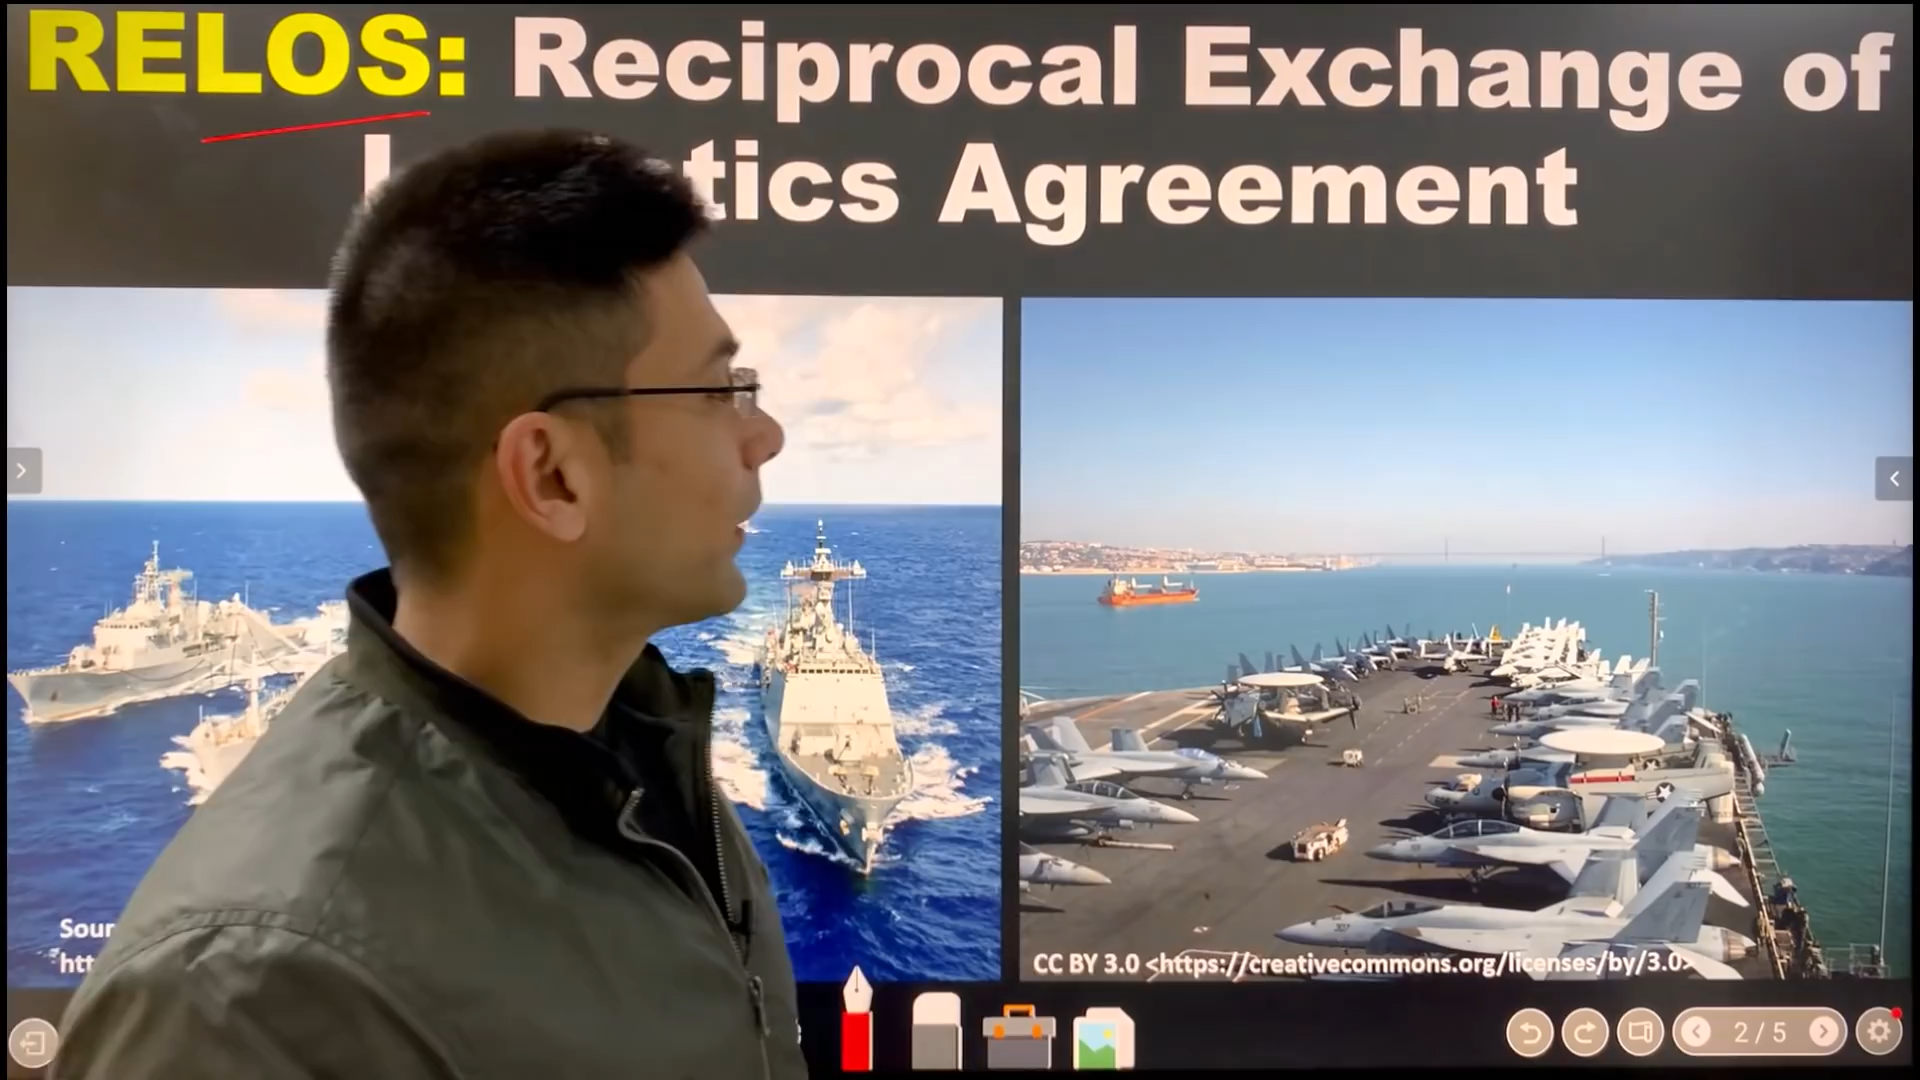 RELOS: Reciprocal Exchange of
tics Agreement
Sour
htt
CC BY 3.0 <https://creativecommons.org/licenses/by/3.0>
2 / 5